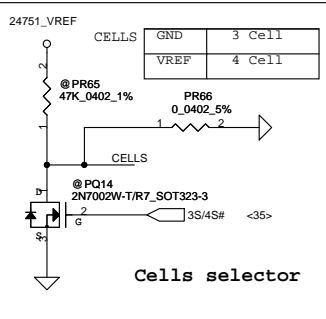 24751_VREF
CELLS GND 3 Cell
VREF 4 Cell
2
@PR65
47K_0402_1%
1
PR66
0_0402_5%
1 2
CELLS
@PQ14
2N7002W-T/R7_SOT323-3
D
2
G
S
3
3S/4S# <35>
Cells selector